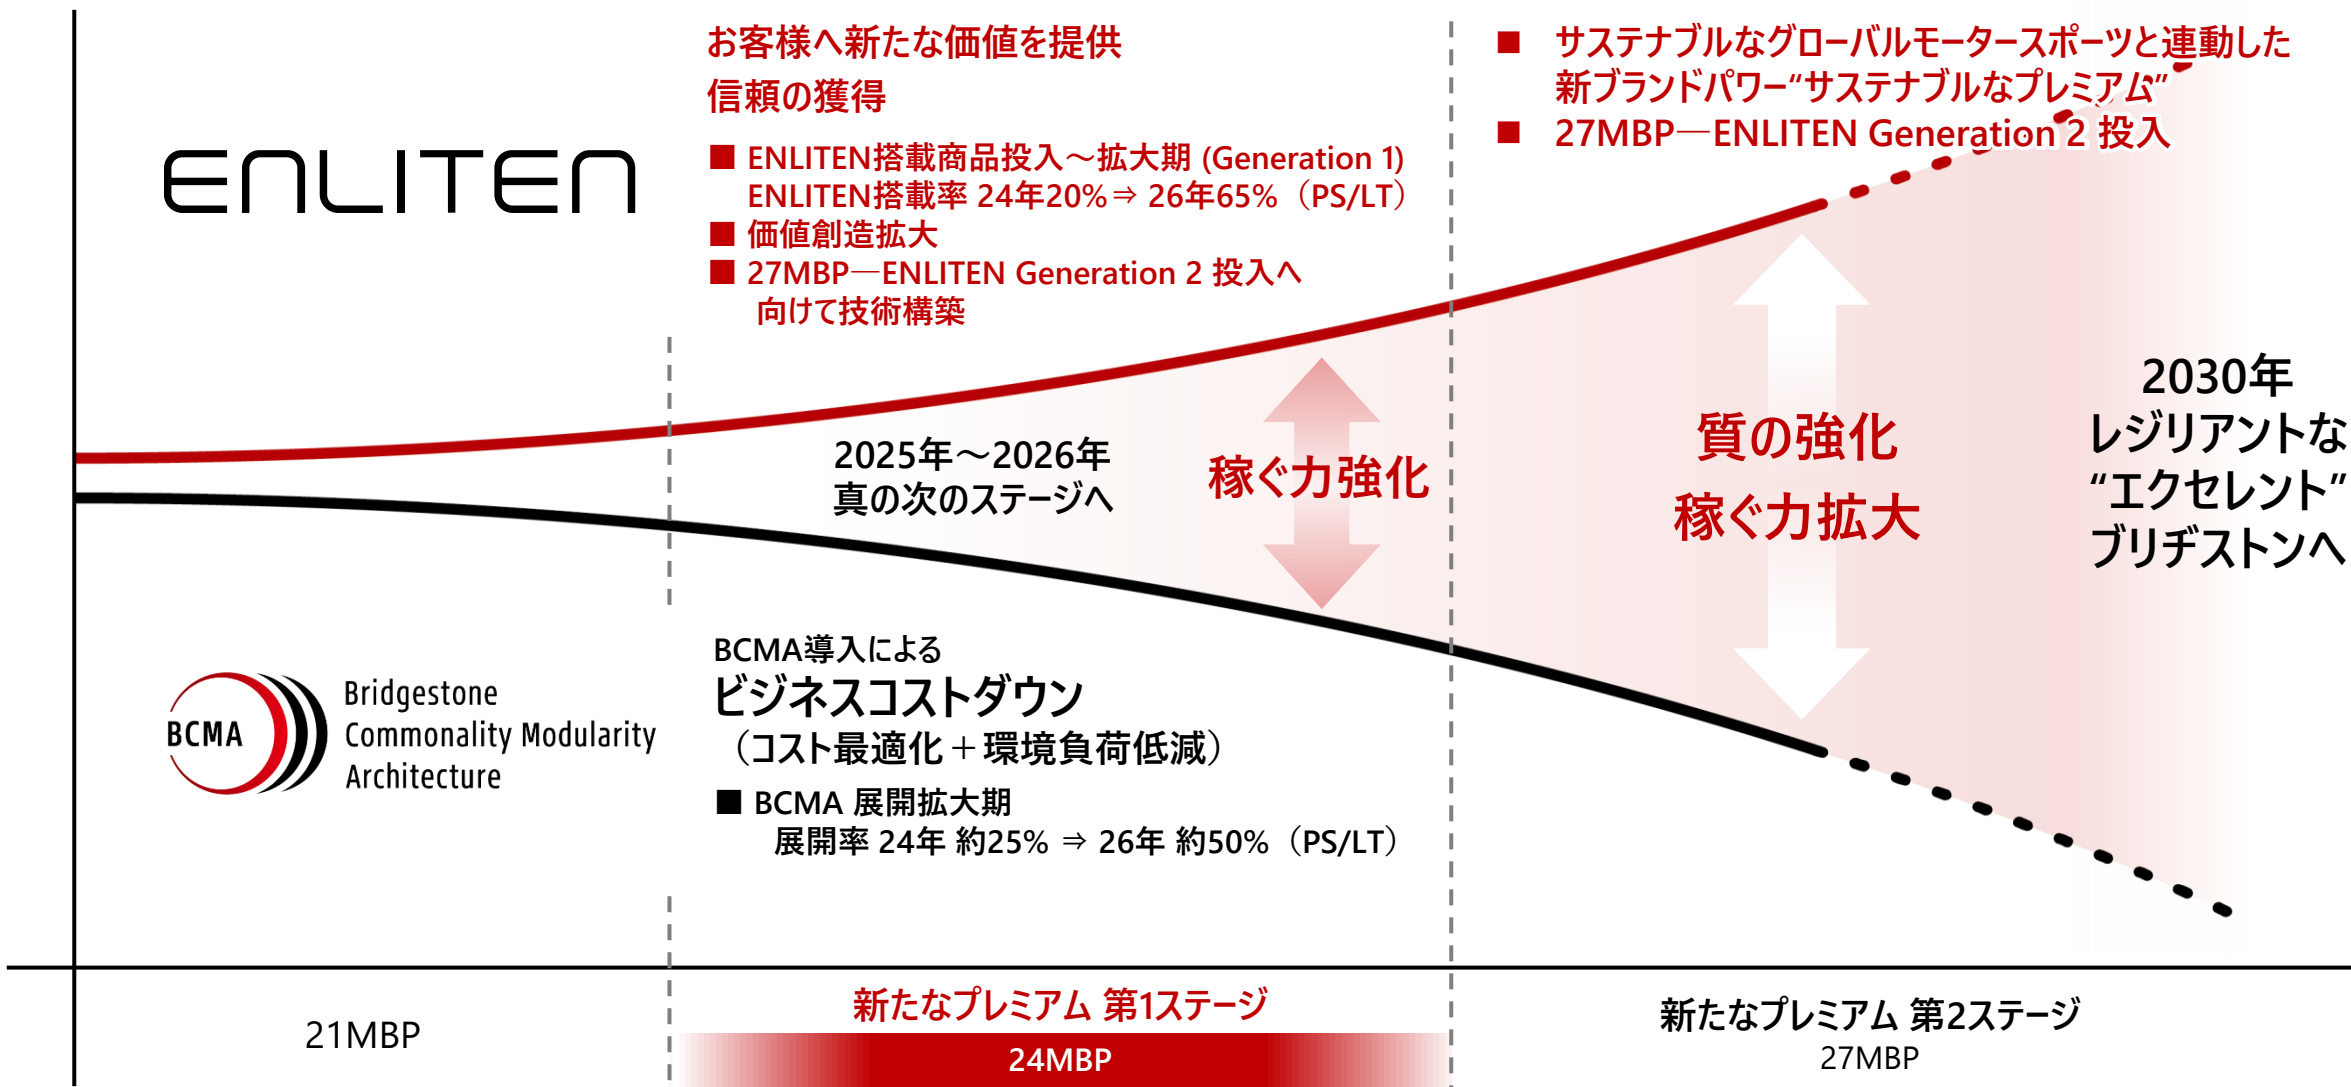 ENLITEN
お客様へ新たな価値を提供
信頼の獲得
■ ENLITEN搭載商品投入～拡大期 (Generation 1)
ENLITEN搭載率 24年20%⇒ 26年65%（PS/LT）
■ 価値創造拡大
■ 27MBP―ENLITEN Generation 2 投入へ
向けて技術構築
■ サステナブルなグローバルモータースポーツと連動した
新ブランドパワー“サステナブルなプレミアム”
■ 27MBP―ENLITEN Generation 2 投入
2025年～2026年
真の次のステージへ
稼ぐ力強化
質の強化
稼ぐ力拡大
2030年
レジリアントな
“エクセレント”
ブリヂストンへ
BCMA
Bridgestone
Commonality Modularity
Architecture
BCMA導入による
ビジネスコストダウン
（コスト最適化＋環境負荷低減）
■ BCMA 展開拡大期
展開率 24年 約25% ⇒ 26年 約50%（PS/LT）
21MBP
新たなプレミアム 第1ステージ
24MBP
新たなプレミアム 第2ステージ
27MBP